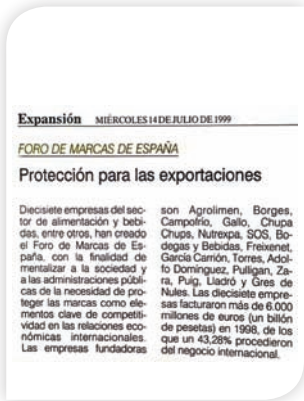 Expansión MIÉRCOLES 14 DE JULIO DE 1999
FORO DE MARCAS DE ESPAÑA
Protección para las exportaciones
Diecisiete empresas del sec-
tor de alimentación y bebi-
das, entre otros, han creado
el Foro de Marcas de Es-
paña, con la finalidad de
mentalizar a la sociedad y
a las administraciones públi-
cas de la necesidad de pro-
teger las marcas como ele-
mentos clave de competiti-
vidad en las relaciones eco-
nómicas internacionales.
Las empresas fundadoras
son Agrolimen, Borges,
Campofrío, Gallo, Chupa
Chups, Nutrexpa, SOS, Bo-
degas y Bebidas, Freixenet,
García Carrión, Torres, Adol-
fo Domínguez, Pulligan, Za-
ra, Puig, Lladró y Gres de
Nules. Las diecisiete empre-
sas facturaron más de 6.000
millones de euros (un billón
de pesetas) en 1998, de los
que un 43,28% procedieron
del negocio internacional.